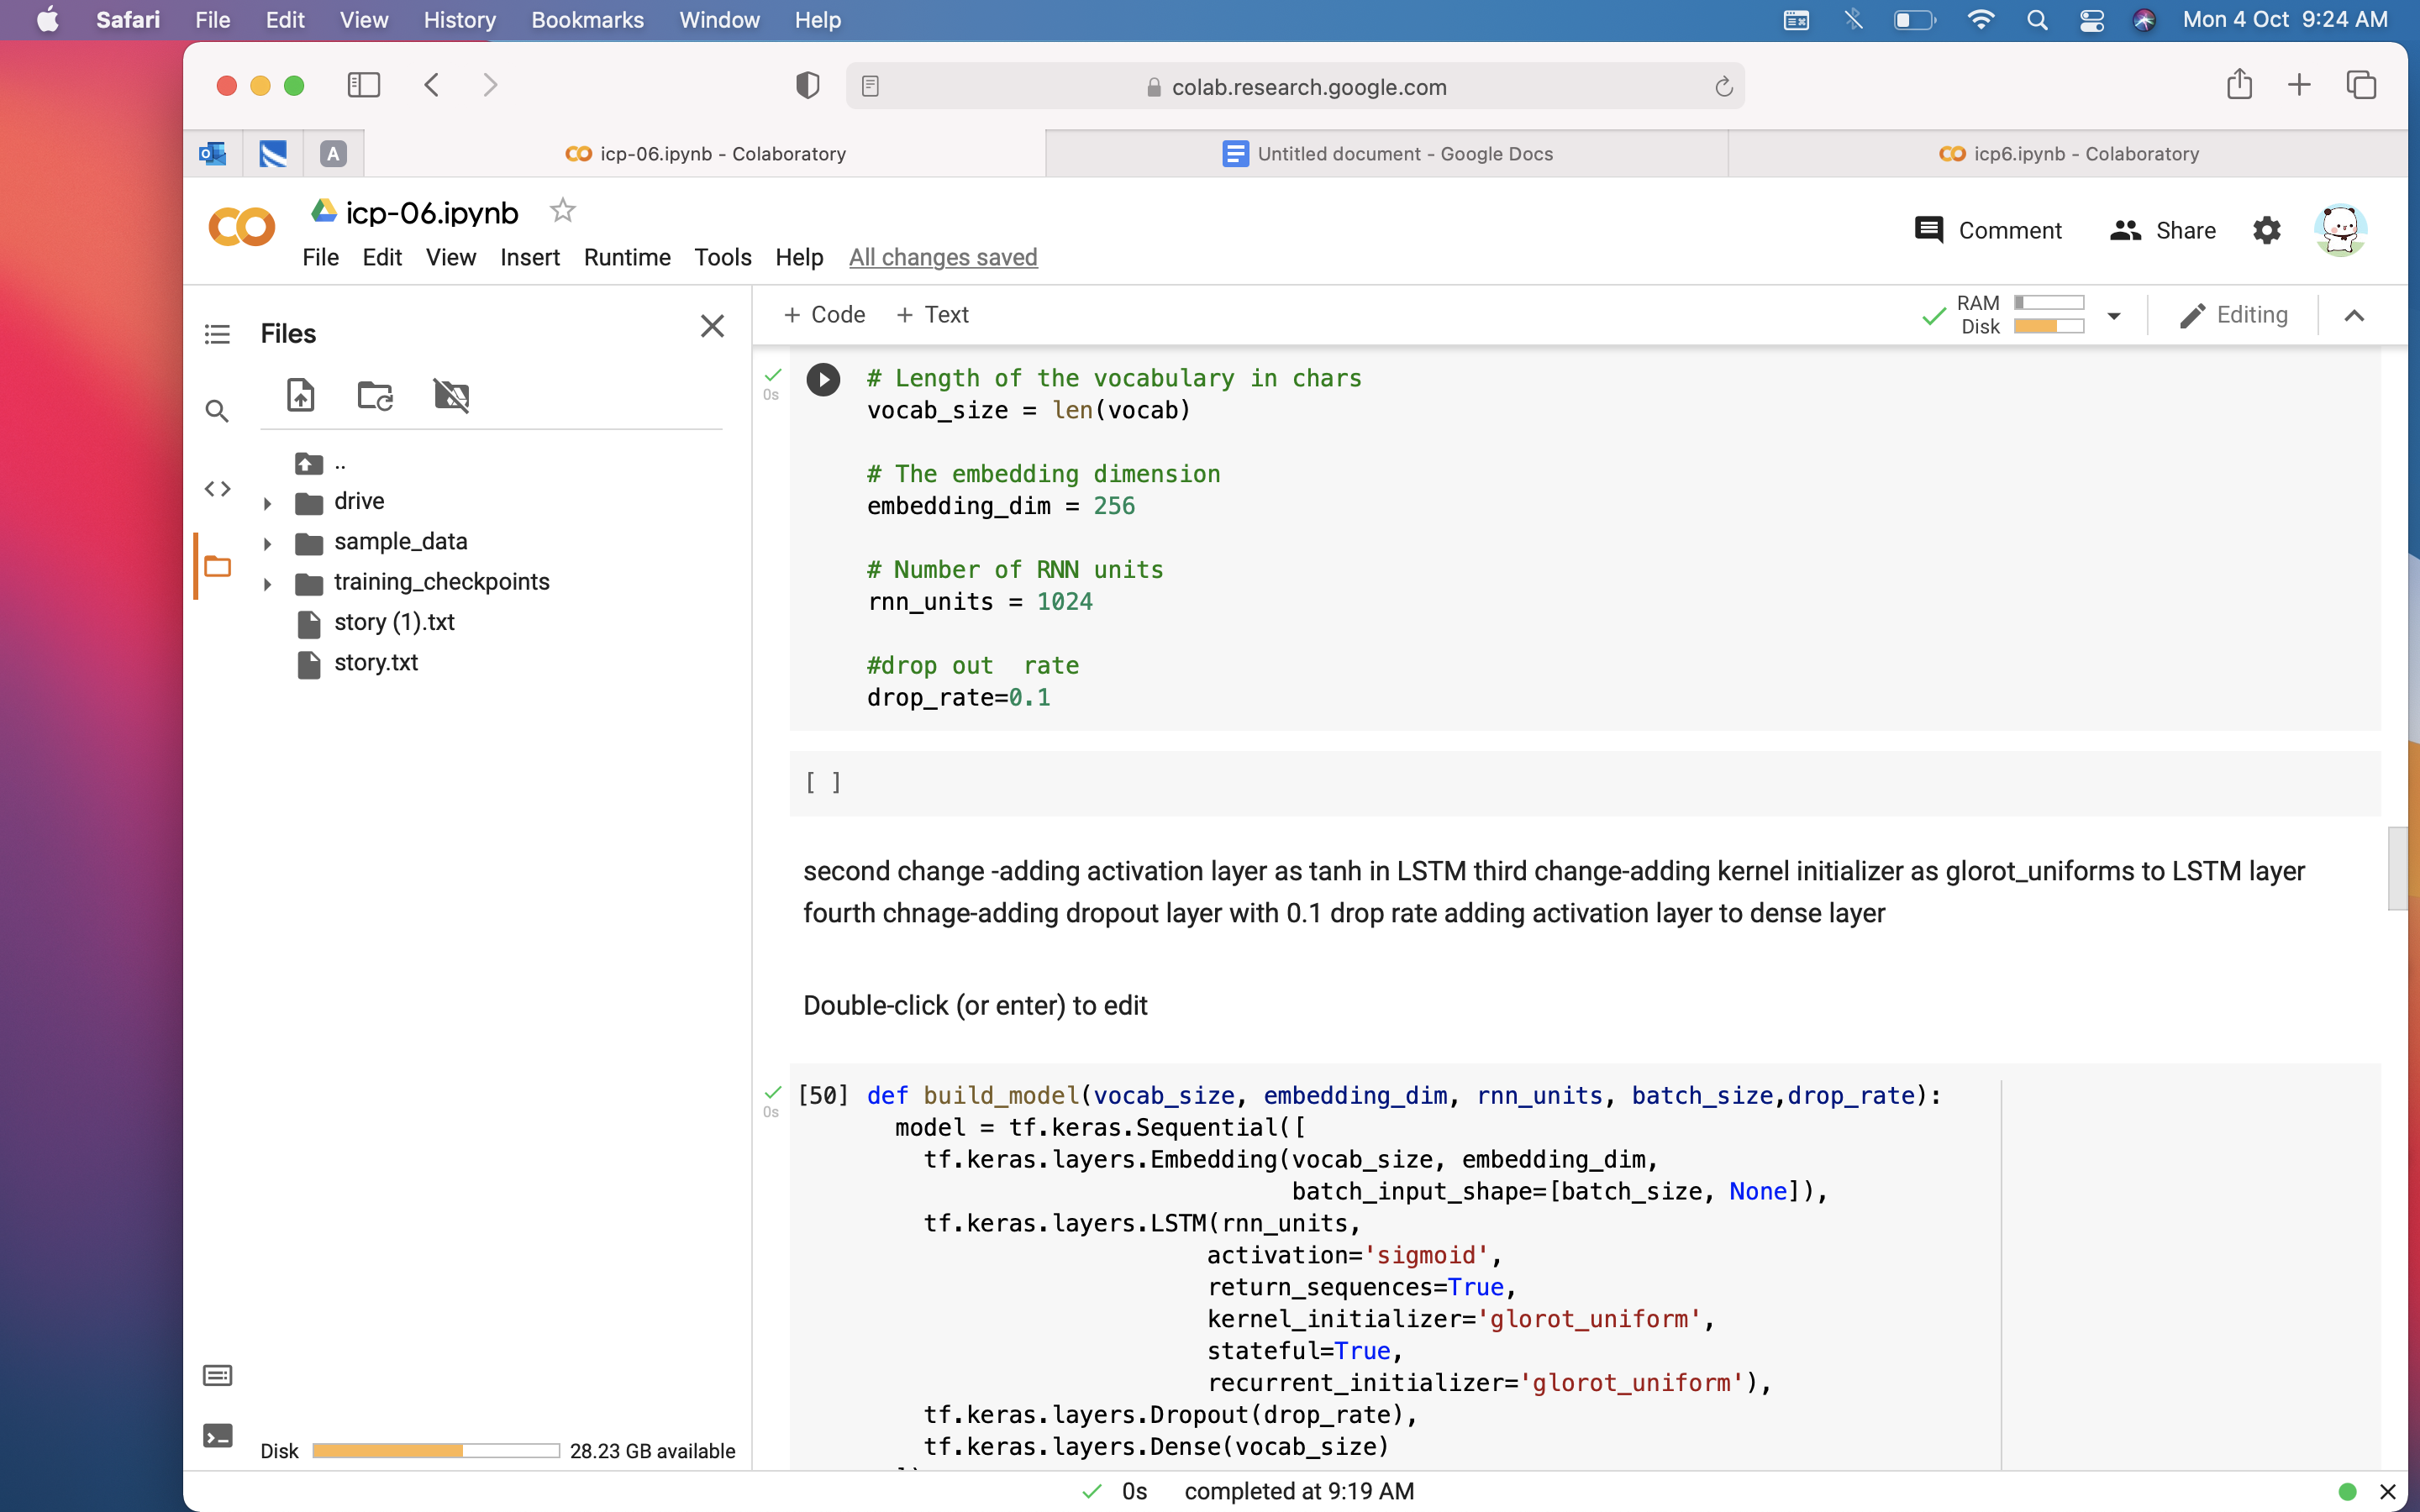 Safari File Edit View History Bookmarks Window Help Mon 4 Oct 9:24 AM
colab.research.google.com
A icp-06.ipynb - Colaboratory Untitled document - Google Docs icp6.ipynb - Colaboratory
icp-06.ipynb
Comment Share
File Edit View Insert Runtime Tools Help All changes saved
Files
+ Code + Text
RAM
Disk
Editing
..
drive
sample_data
training_checkpoints
story (1).txt
story.txt
Disk 28.23 GB available
0s
# Length of the vocabulary in chars
vocab_size = len(vocab)
# The embedding dimension
embedding_dim = 256
# Number of RNN units
rnn_units = 1024
#drop out  rate
drop_rate=0.1
[ ]
second change -adding activation layer as tanh in LSTM third change-adding kernel initializer as glorot_uniforms to LSTM layer
fourth chnage-adding dropout layer with 0.1 drop rate adding activation layer to dense layer
Double-click (or enter) to edit
0s
[50] def build_model(vocab_size, embedding_dim, rnn_units, batch_size,drop_rate):
model = tf.keras.Sequential([
tf.keras.layers.Embedding(vocab_size, embedding_dim,
batch_input_shape=[batch_size, None]),
tf.keras.layers.LSTM(rnn_units,
activation='sigmoid',
return_sequences=True,
kernel_initializer='glorot_uniform',
stateful=True,
recurrent_initializer='glorot_uniform'),
tf.keras.layers.Dropout(drop_rate),
tf.keras.layers.Dense(vocab_size)
0s completed at 9:19 AM